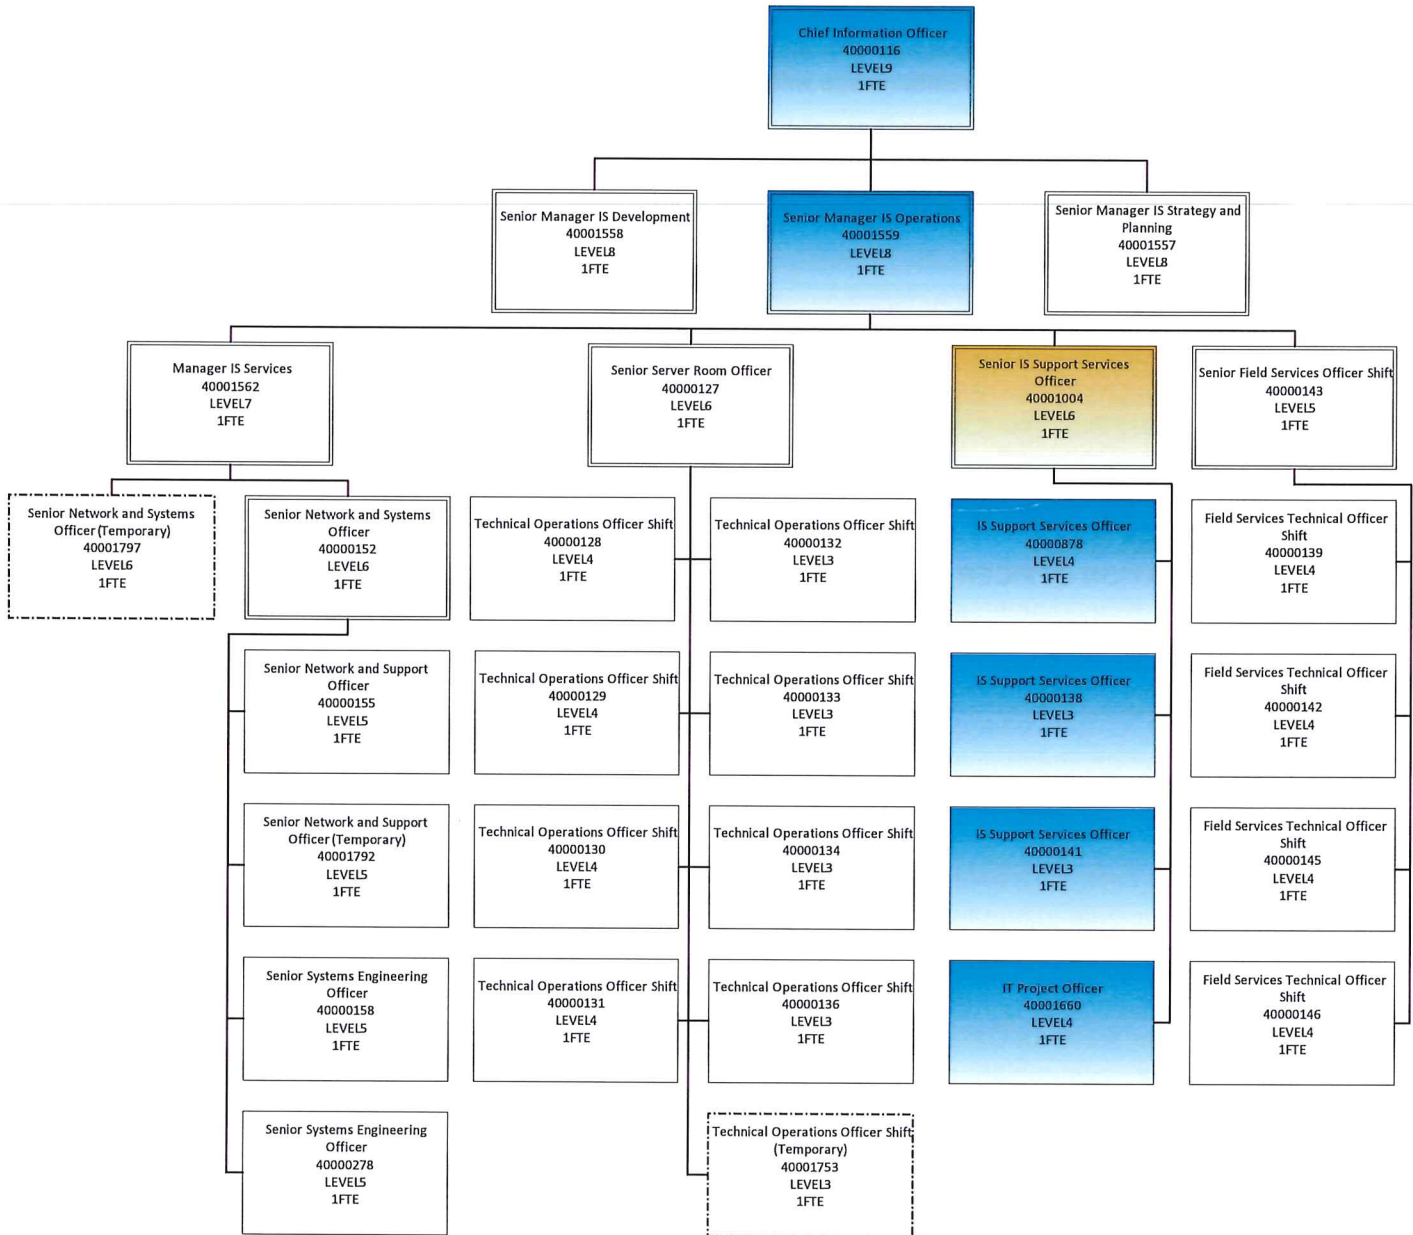 Chief Information Officer
40000116
LEVEL9
1FTE
Senior Manager IS Development
40001558
LEVEL8
1FTE
Senior Manager IS Operations
40001559
LEVEL8
1FTE
Senior Manager IS Strategy and
Planning
40001557
LEVEL8
1FTE
Manager IS Services
40001562
LEVEL7
1FTE
Senior Server Room Officer
40000127
LEVEL6
1FTE
Senior IS Support Services
Officer
40001004
LEVEL6
1FTE
Senior Field Services Officer Shift
40000143
LEVEL5
1FTE
Senior Network and Systems
Officer (Temporary)
40001797
LEVEL6
1FTE
Senior Network and Systems
Officer
40000152
LEVEL6
1FTE
Senior Network and Support
Officer
40000155
LEVEL5
1FTE
Senior Network and Support
Officer (Temporary)
40001792
LEVEL5
1FTE
Senior Systems Engineering
Officer
40000158
LEVEL5
1FTE
Senior Systems Engineering
Officer
40000278
LEVEL5
1FTE
Technical Operations Officer Shift
40000128
LEVEL4
1FTE
Technical Operations Officer Shift
40000129
LEVEL4
1FTE
Technical Operations Officer Shift
40000130
LEVEL4
1FTE
Technical Operations Officer Shift
40000131
LEVEL4
1FTE
Technical Operations Officer Shift
40000132
LEVEL3
1FTE
Technical Operations Officer Shift
40000133
LEVEL3
1FTE
Technical Operations Officer Shift
40000134
LEVEL3
1FTE
Technical Operations Officer Shift
40000136
LEVEL3
1FTE
Technical Operations Officer Shift
(Temporary)
40001753
LEVEL3
1FTE
IS Support Services Officer
40000878
LEVEL4
1FTE
IS Support Services Officer
40000138
LEVEL3
1FTE
IS Support Services Officer
40000141
LEVEL3
1FTE
IT Project Officer
40001660
LEVEL4
1FTE
Field Services Technical Officer
Shift
40000139
LEVEL4
1FTE
Field Services Technical Officer
Shift
40000142
LEVEL4
1FTE
Field Services Technical Officer
Shift
40000145
LEVEL4
1FTE
Field Services Technical Officer
Shift
40000146
LEVEL4
1FTE